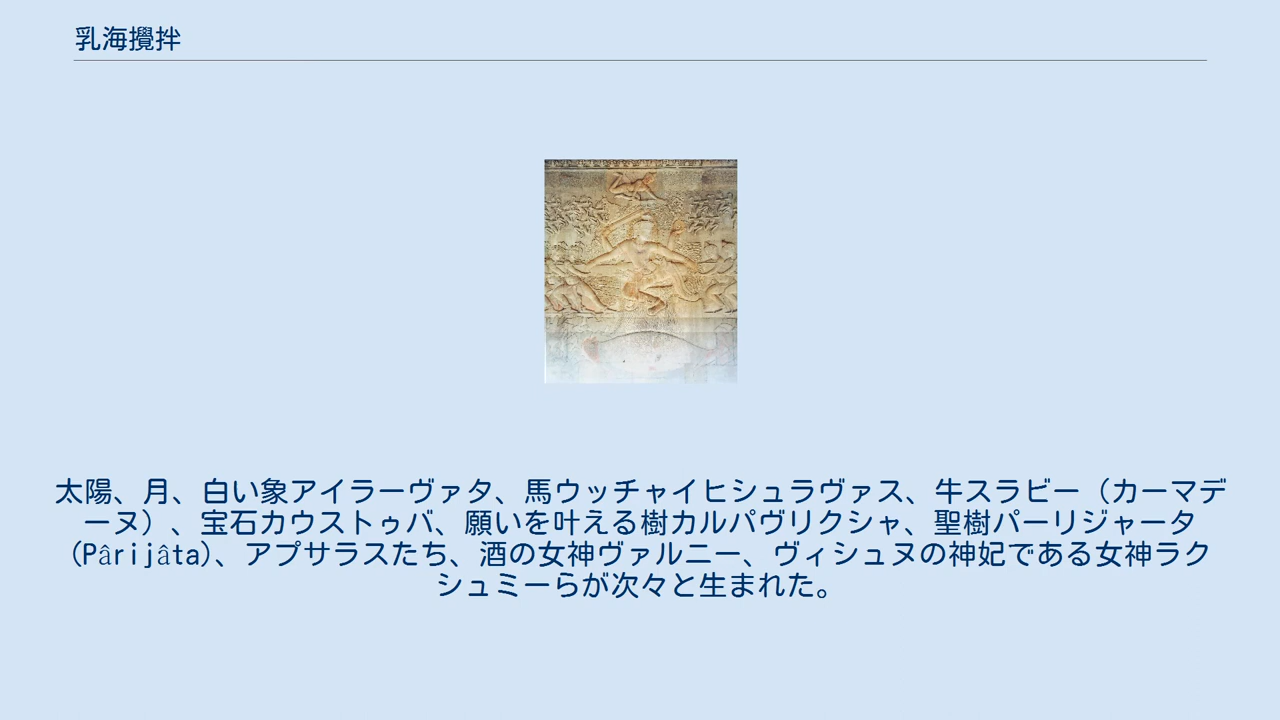 乳海攪拌
太陽、月、白い象アイラーヴァタ、馬ウッチャイヒシュラヴァス、牛スラビー（カーマデ
ーヌ）、宝石カウストゥバ、願いを叶える樹カルパヴリクシャ、聖樹パーリジャータ
(Pârijâta)、アプサラスたち、酒の女神ヴァルニー、ヴィシュヌの神妃である女神ラク
シュミーらが次々と生まれた。